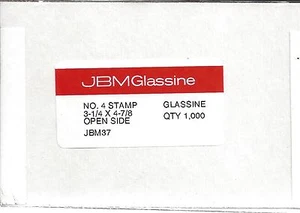 JBMGlassine
NO. 4 STAMP GLASSINE
3-1/4 X 4-7/8 QTY 1,000
OPEN SIDE
JBM37